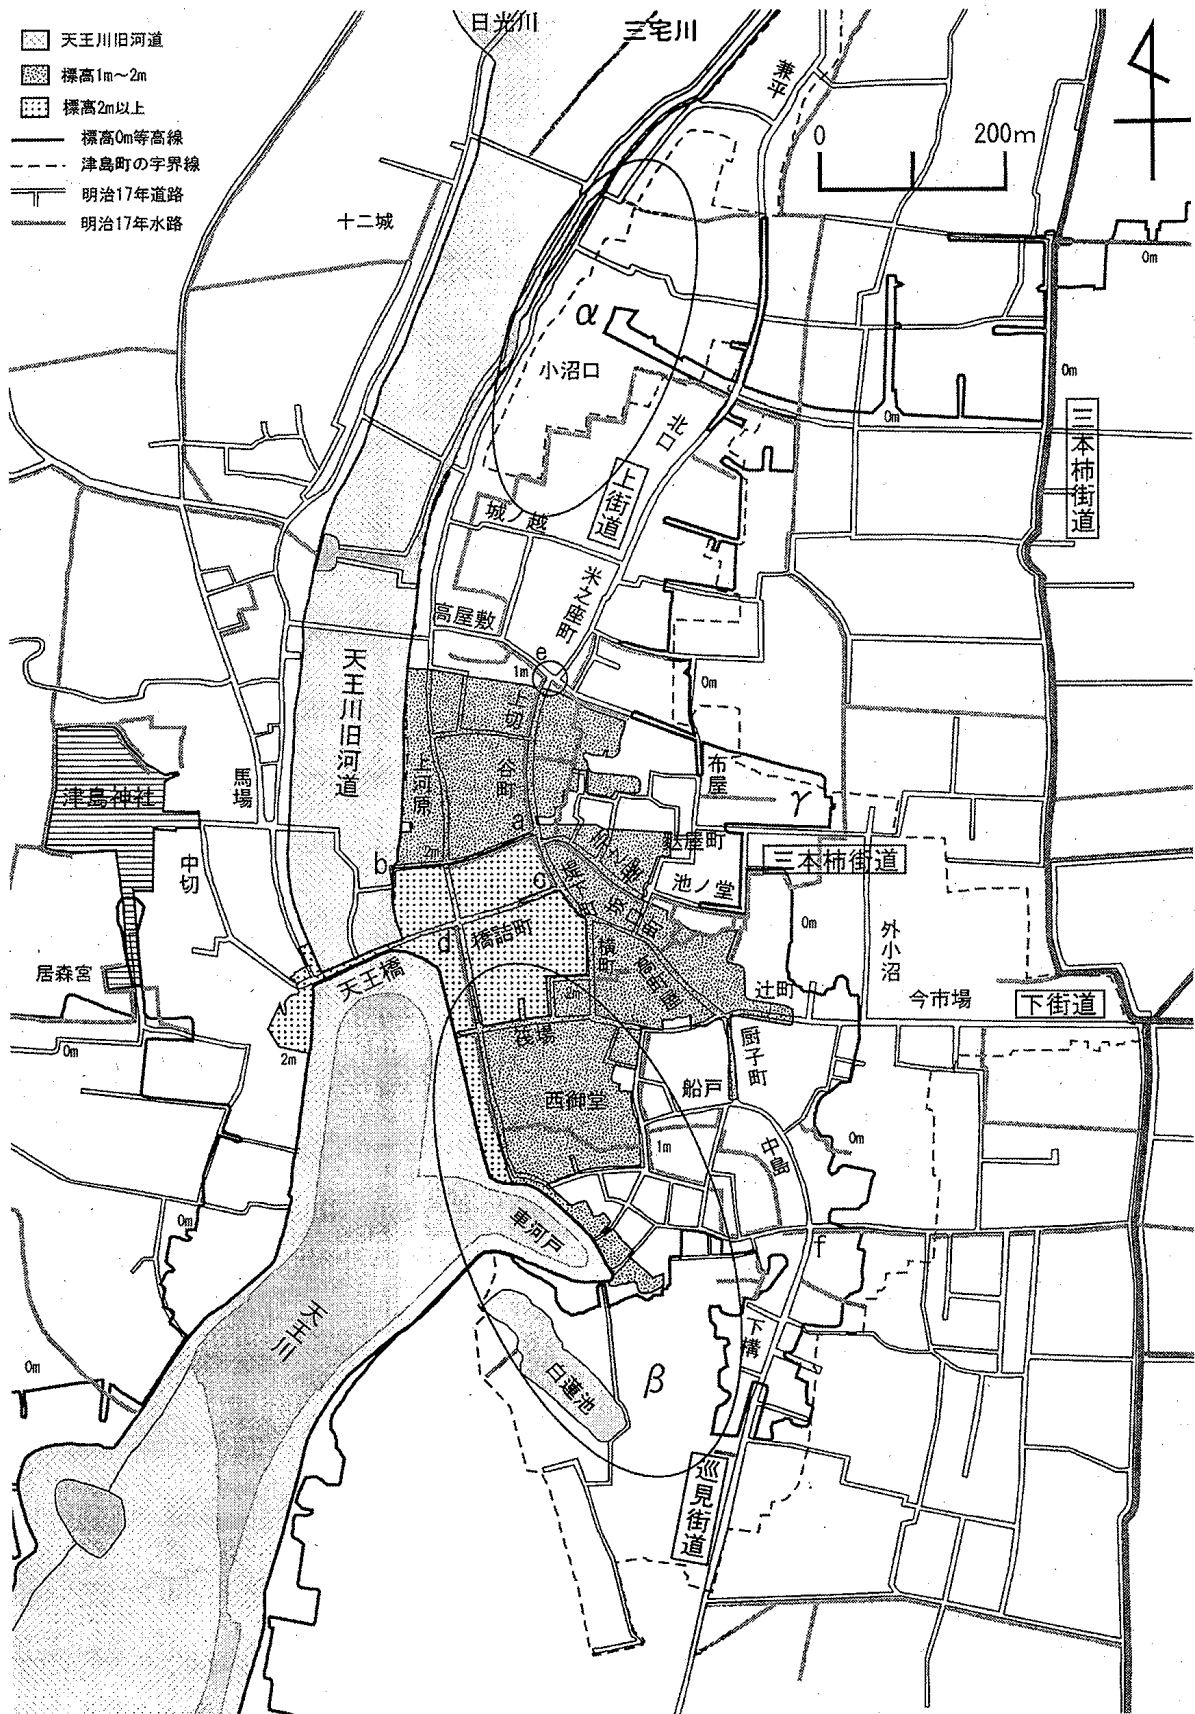 日光川
三宅川
天王川旧河道
標高1m～2m
標高2m以上
標高0m等高線
津島町の字界線
明治17年道路
明治17年水路
兼平
0
200m
十二城
0m
α
小沼口
0m
0m
北口
三本柿街道
上街道
城ノ越
米之座町
高屋敷
e
1m
0m
上切
天王川旧河道
馬場
上河原
谷町
布屋
γ
津島神社
a
2m
b
麩屋町
三本柿街道
中切
c
池ノ堂
0m
外小沼
d
橋詰町
横町
居森宮
天王橋
辻町
今市場
下街道
2m
0m
筏場
厨子町
船戸
西御堂
1m
中島
0m
0m
車河戸
f
天王川
下構
0m
白蓮池
β
巡見街道